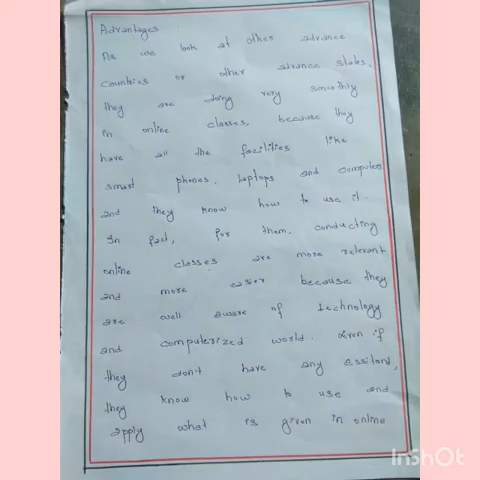 Advantages
As we look at other advance
countries or other advance states,
they are doing very smoothly
in online classes, because they
have all the facilities like
smart phones, laptops and computers
and they know how to use it.
In fact, for them, conducting
online classes are more relevant
and more easier because they
are well aware of technology
and computerized world. Even if
they don't have any
they know how to use and
apply what is given in online
InShOt